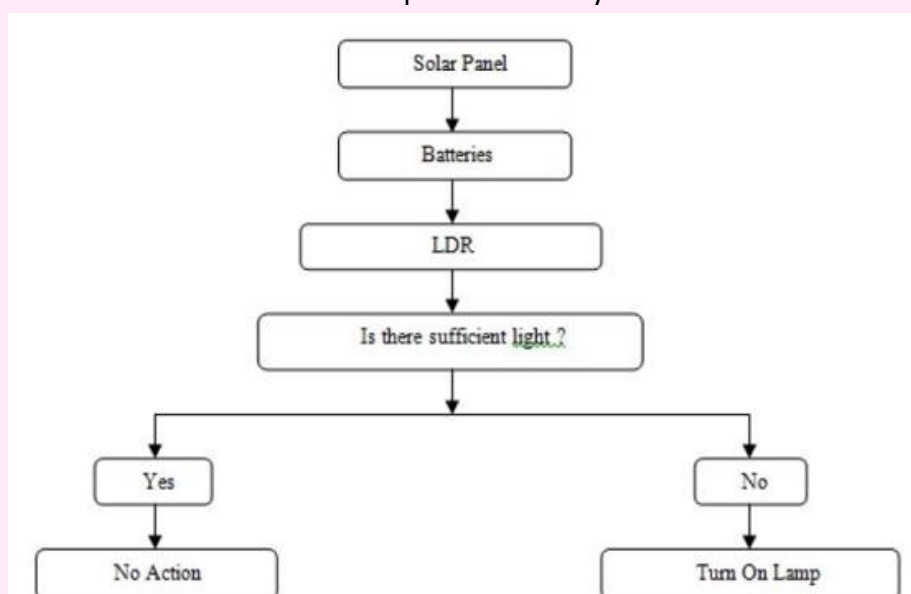 Solar Panel
Batteries
LDR
Is there sufficient light ?
Yes
No
No Action
Turn On Lamp